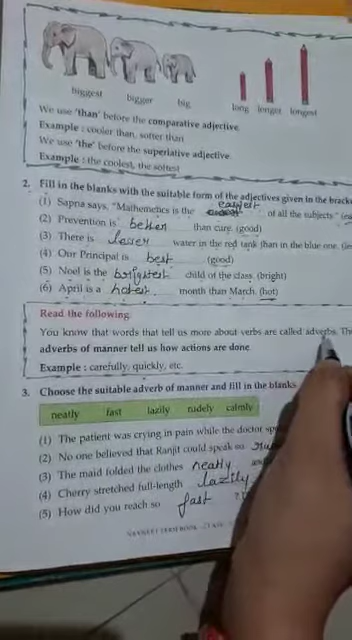 biggest bigger big long longer longest
We use 'than' before the comparative adjective.
Example : cooler than, softer than
We use 'the' before the superlative adjective.
Example : the coolest, the softest
2. Fill in the blanks with the suitable form of the adjectives given in the brack
(1) Sapna says, "Mathematics is the easiest of all the subjects."
(2) Prevention is better than cure. (good)
(3) There is water in the red tank than in the blue one.
(4) Our Principal is best (good)
(5) Noel is the child of the class. (bright)
(6) April is a month than March. (hot)
Read the following.
You know that words that tell us more about verbs are called adverbs. The
adverbs of manner tell us how actions are done.
Example : carefully, quickly, etc.
3. Choose the suitable adverb of manner and fill in the blanks
neatly fast lazily rudely calmly
(1) The patient was crying in pain while the doctor
(2) No one believed that Ranjit could speak so
(3) The maid folded the clothes neatly
(4) Cherry stretched full-length lazily
(5) How did you reach so fast ?